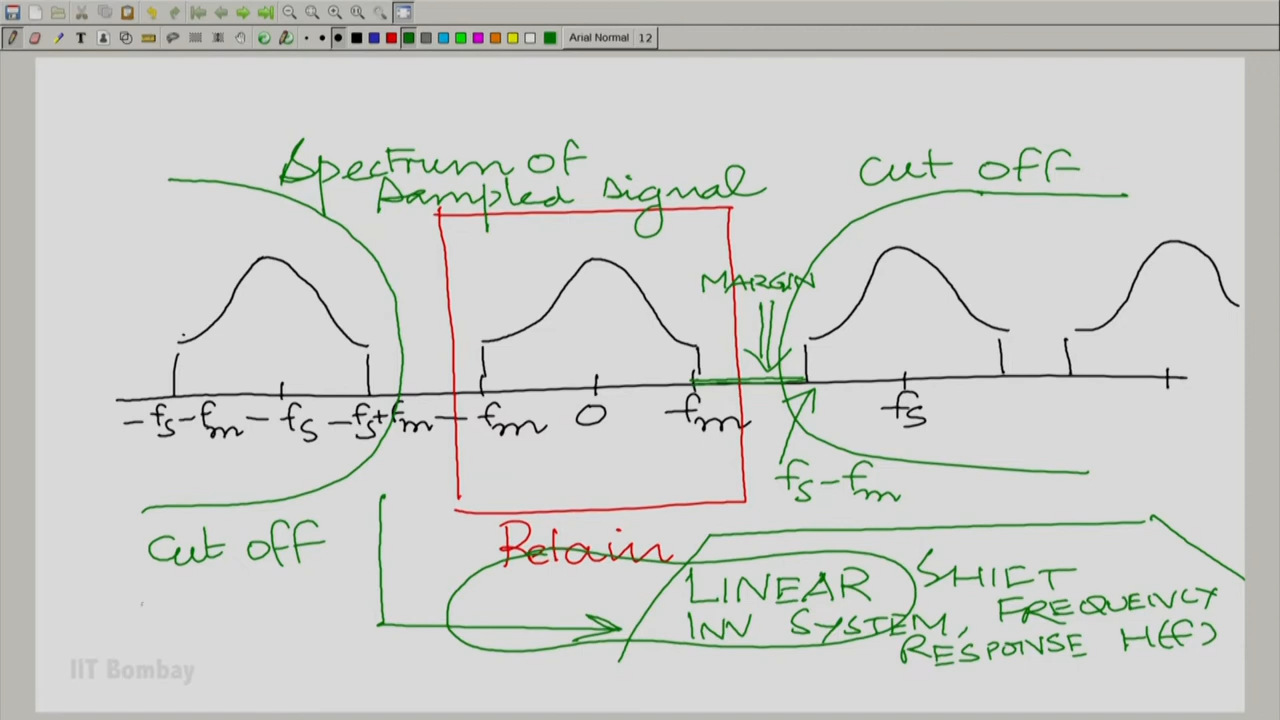 Arial Normal 12
Spectrum of
Sampled signal
cut off
MARGIN
-fs-fm -fs -fs+fm -fm 0 fm fs
fs-fm
cut off
Retain
LINEAR SHIFT
INV SYSTEM, FREQUENCY
RESPONSE H(f)
IIT Bombay